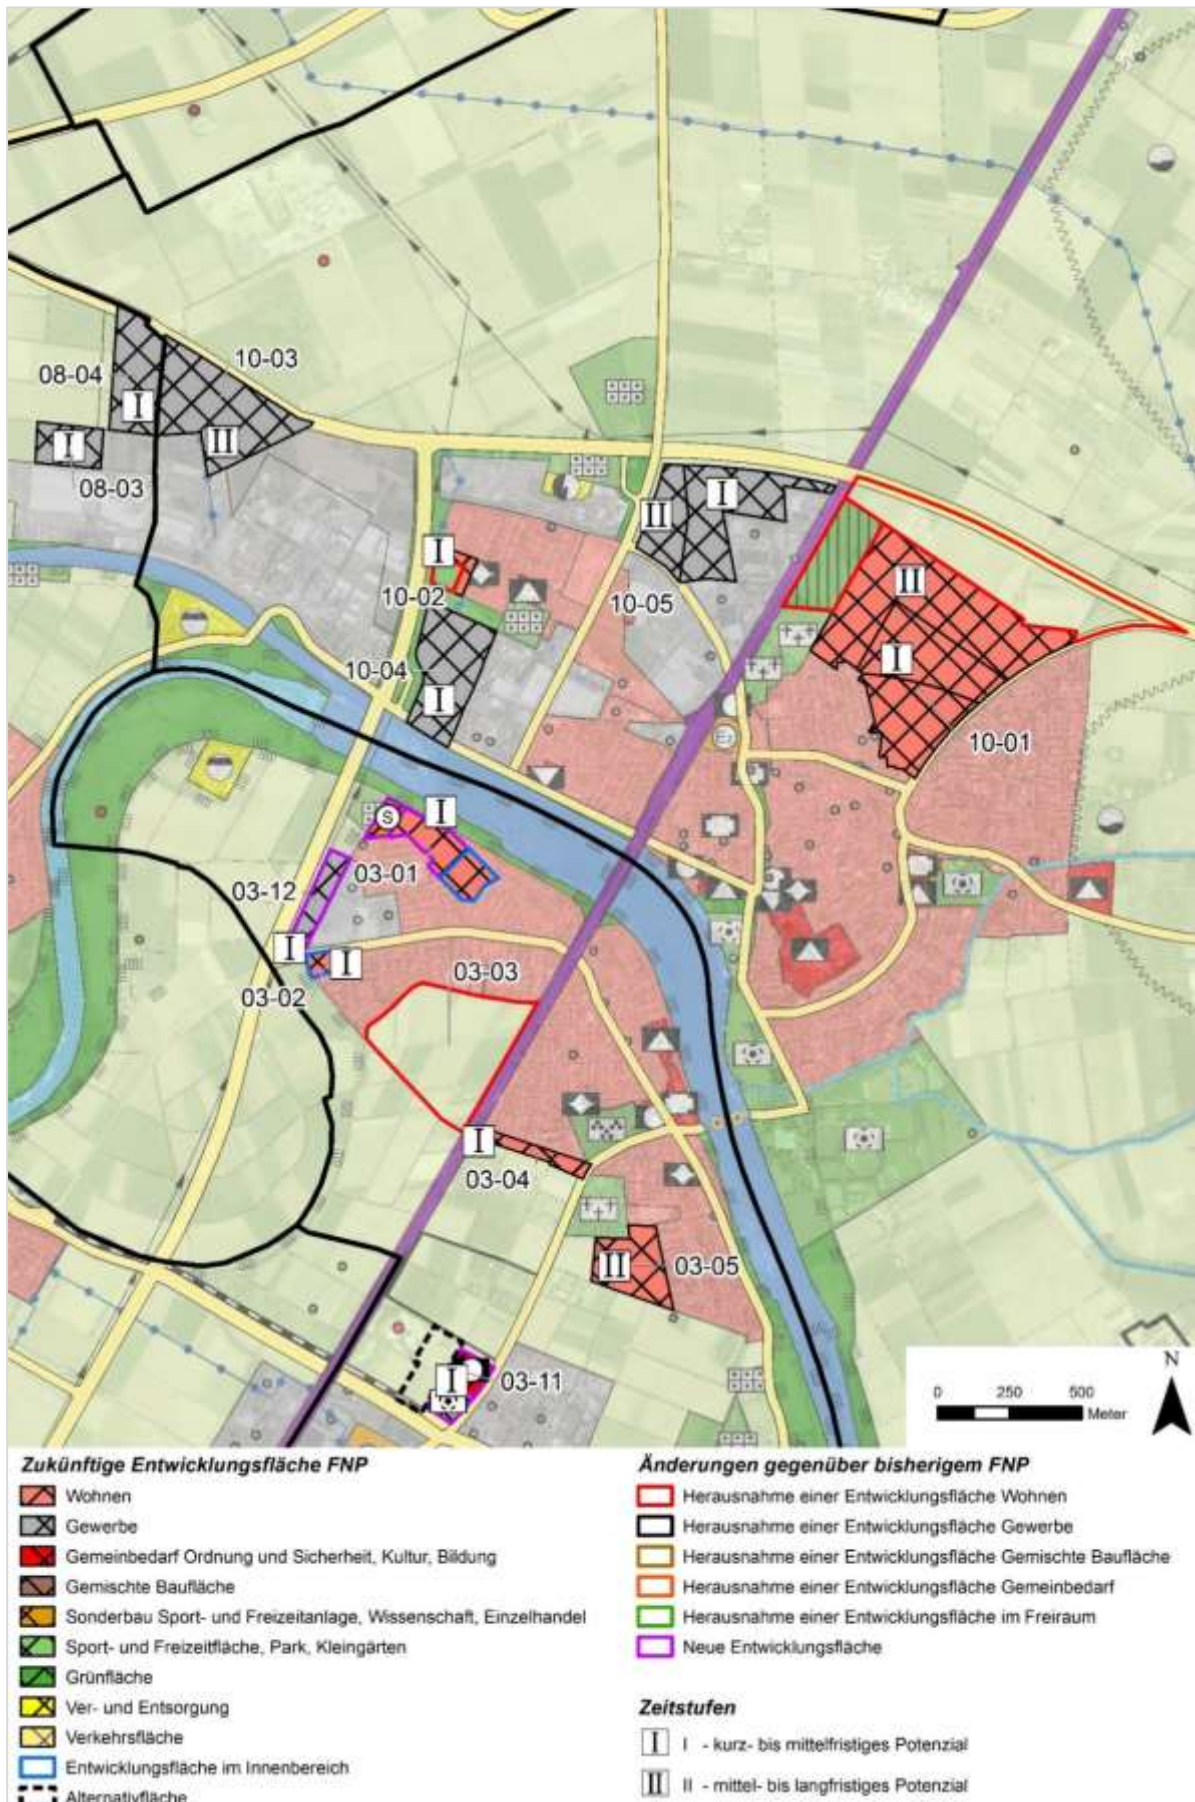 08-04
10-03
I
I
II
08-03
I
II
I
10-02
10-05
II
I
10-04
I
10-01
S
I
03-12
03-01
I
I
03-02
03-03
I
03-04
II
03-05
I
03-11
N
0 250 500
Meter
Zukünftige Entwicklungsfläche FNP
Wohnen
Gewerbe
Gemeinbedarf Ordnung und Sicherheit, Kultur, Bildung
Gemischte Baufläche
Sonderbau Sport- und Freizeitanlage, Wissenschaft, Einzelhandel
Sport- und Freizeitfläche, Park, Kleingärten
Grünfläche
Ver- und Entsorgung
Verkehrsfläche
Entwicklungsfläche im Innenbereich
Alternativfläche
Änderungen gegenüber bisherigem FNP
Herausnahme einer Entwicklungsfläche Wohnen
Herausnahme einer Entwicklungsfläche Gewerbe
Herausnahme einer Entwicklungsfläche Gemischte Baufläche
Herausnahme einer Entwicklungsfläche Gemeinbedarf
Herausnahme einer Entwicklungsfläche im Freiraum
Neue Entwicklungsfläche
Zeitstufen
I I - kurz- bis mittelfristiges Potenzial
II II - mittel- bis langfristiges Potenzial